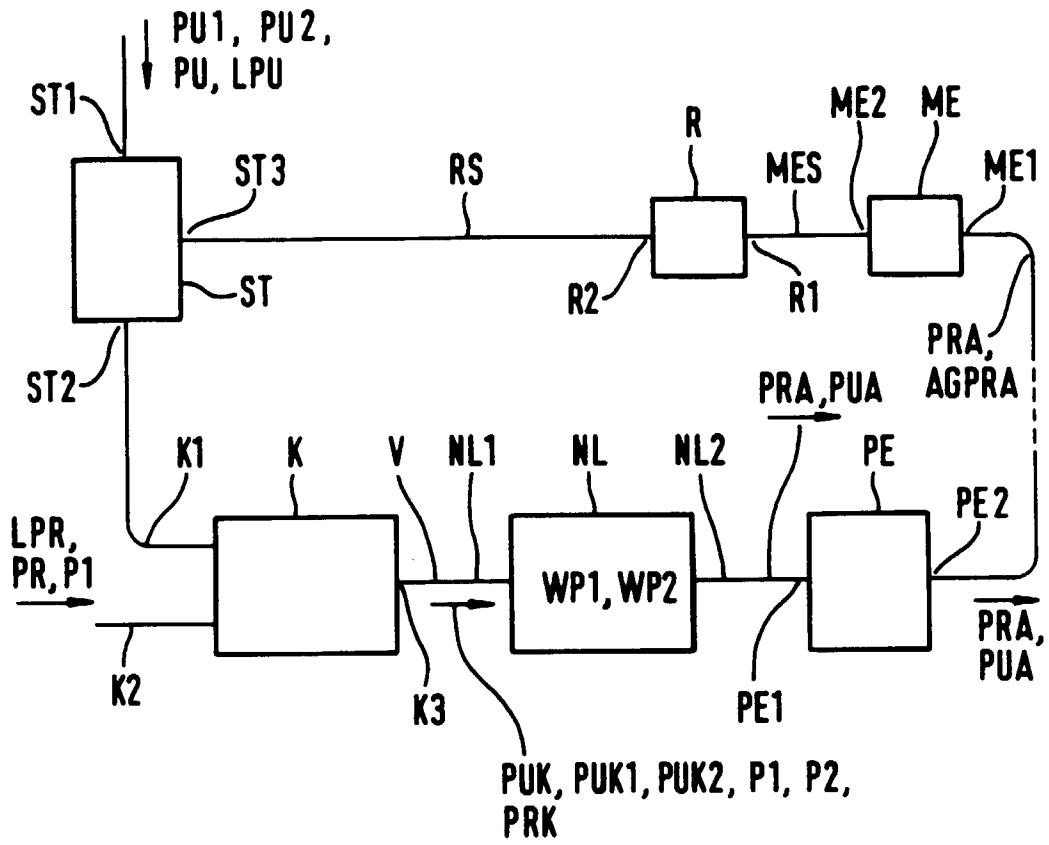 PU1, PU2,
PU, LPU
ST1
ST3
RS
R
MES
ME2
ME
ME1
ST
R2
R1
ST2
PRA,
AGPRA
PRA, PUA
K1
K
V
NL1
NL
NL2
PE
PE2
LPR,
PR, P1
WP1, WP2
K2
K3
PE1
PRA,
PUA
PUK, PUK1, PUK2, P1, P2,
PRK